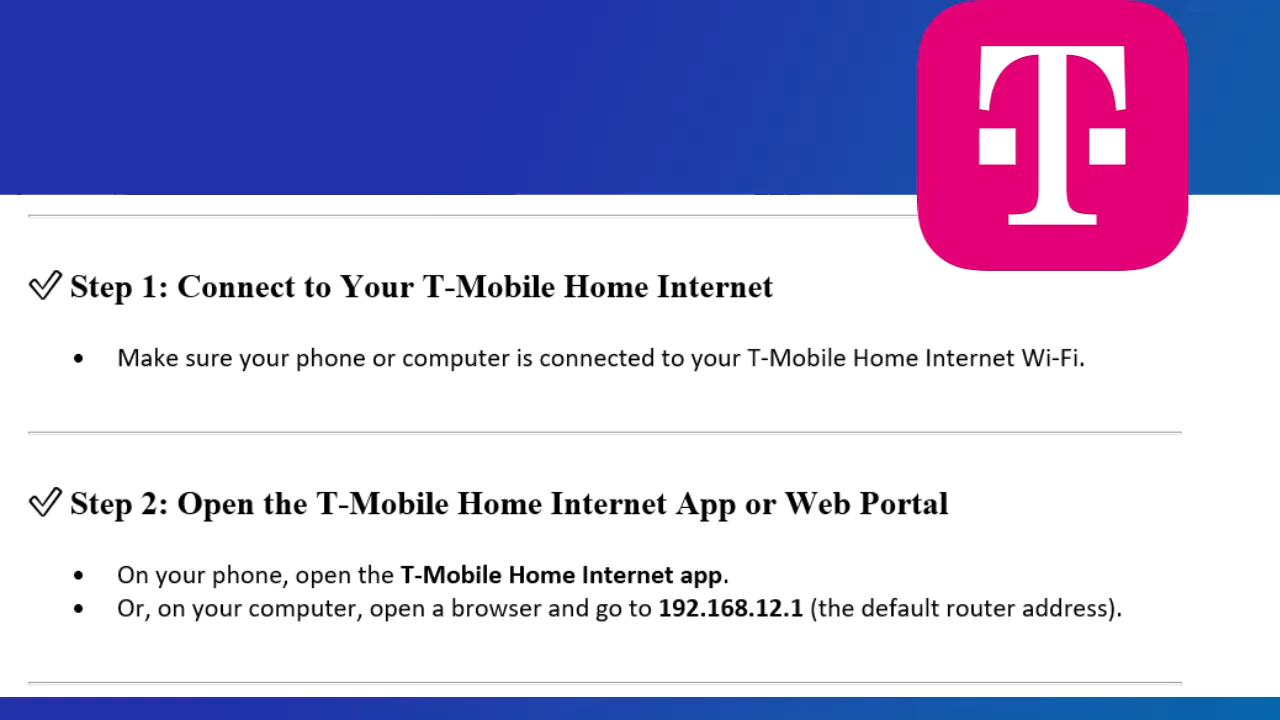 T
Step 1: Connect to Your T-Mobile Home Internet
• Make sure your phone or computer is connected to your T-Mobile Home Internet Wi-Fi.
Step 2: Open the T-Mobile Home Internet App or Web Portal
• On your phone, open the T-Mobile Home Internet app.
• Or, on your computer, open a browser and go to 192.168.12.1 (the default router address).